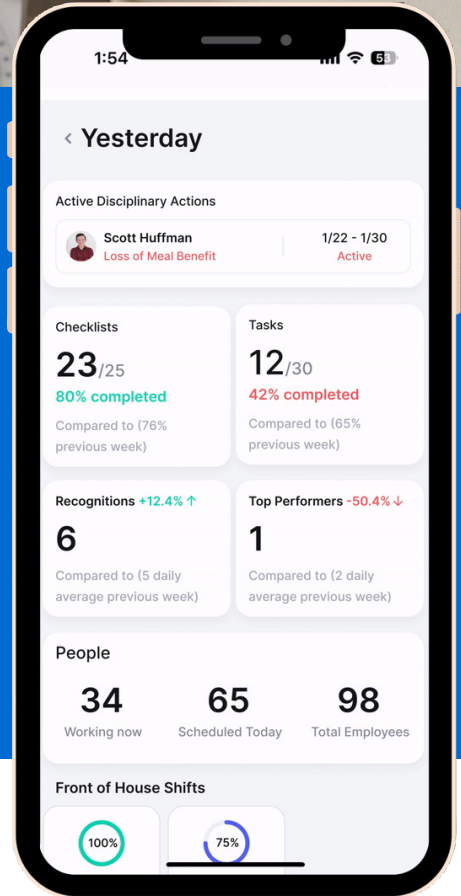 1:54
53
Yesterday
Active Disciplinary Actions
Scott Huffman
Loss of Meal Benefit
1/22 - 1/30
Active
Checklists
23/25
80% completed
Compared to (76%
previous week)
Tasks
12/30
42% completed
Compared to (65%
previous week)
Recognitions +12.4% ↑
6
Compared to (5 daily
average previous week)
Top Performers -50.4% ↓
1
Compared to (2 daily
average previous week)
People
34
Working now
65
Scheduled Today
98
Total Employees
Front of House Shifts
100%
75%